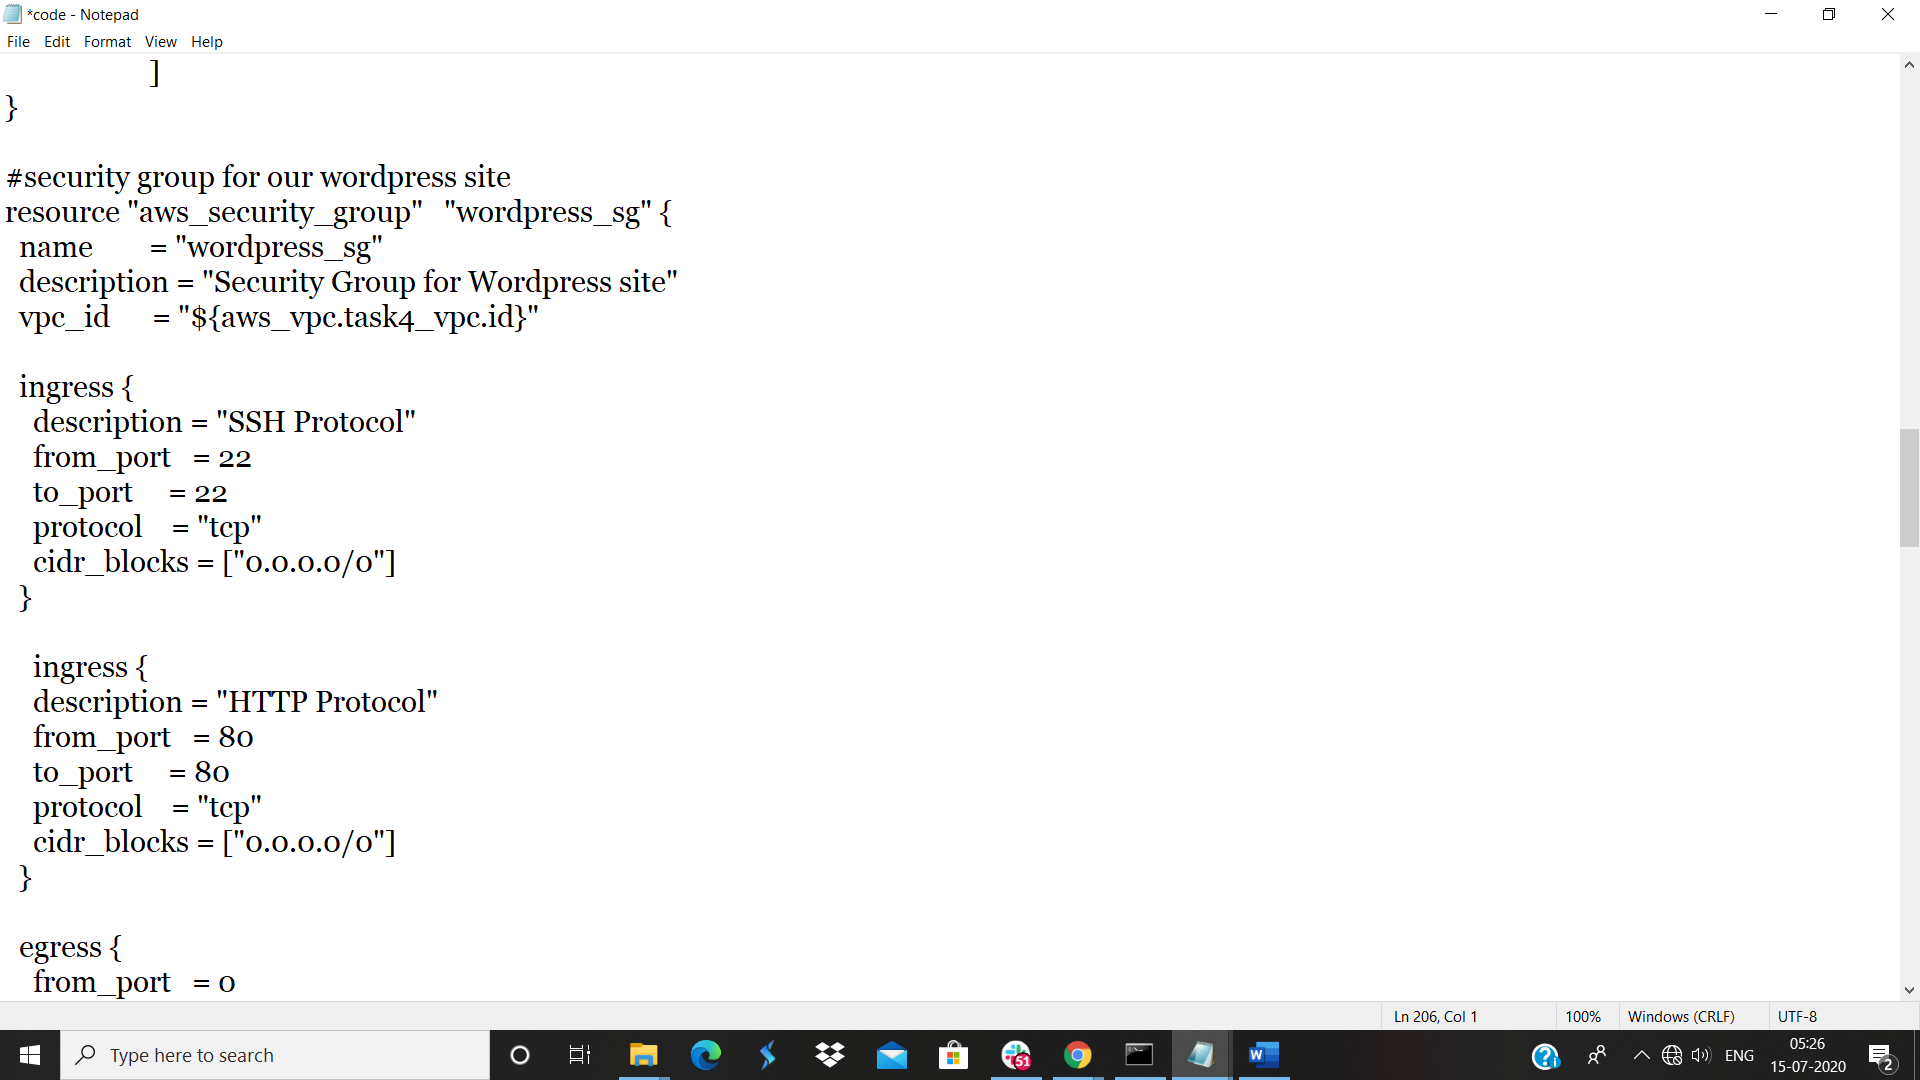 *code - Notepad
File Edit Format View Help
]
}
#security group for our wordpress site
resource "aws_security_group"   "wordpress_sg" {
  name        = "wordpress_sg"
  description = "Security Group for Wordpress site"
  vpc_id      = "${aws_vpc.task4_vpc.id}"
  ingress {
    description = "SSH Protocol"
    from_port   = 22
    to_port     = 22
    protocol    = "tcp"
    cidr_blocks = ["0.0.0.0/0"]
  }
    ingress {
    description = "HTTP Protocol"
    from_port   = 80
    to_port     = 80
    protocol    = "tcp"
    cidr_blocks = ["0.0.0.0/0"]
  }
  egress {
    from_port   = 0
Ln 206, Col 1 100% Windows (CRLF) UTF-8
Type here to search
51
W
ENG
05:26
15-07-2020
2